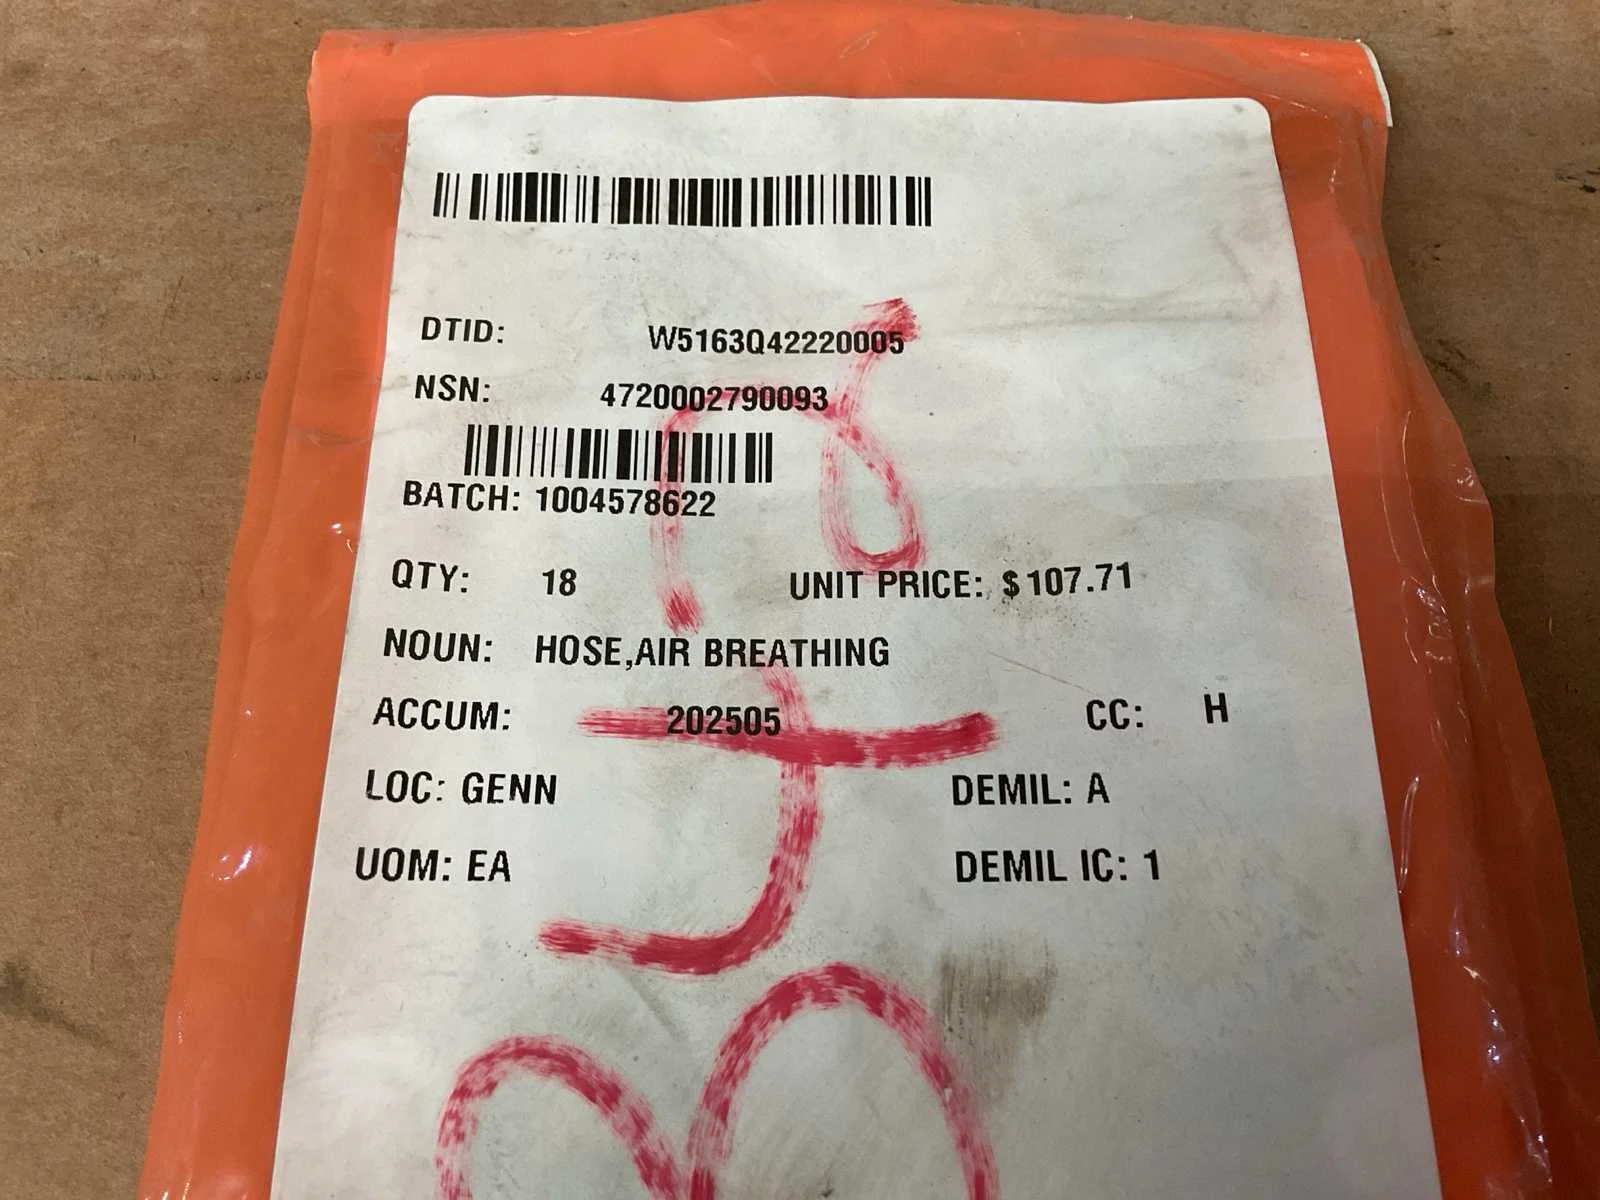 DTID: W5163Q42220005
NSN: 4720002790093
BATCH: 1004578622
QTY: 18 UNIT PRICE: $107.71
NOUN: HOSE,AIR BREATHING
ACCUM: 202505 CC: H
LOC: GENN DEMIL: A
UOM: EA DEMIL IC: 1